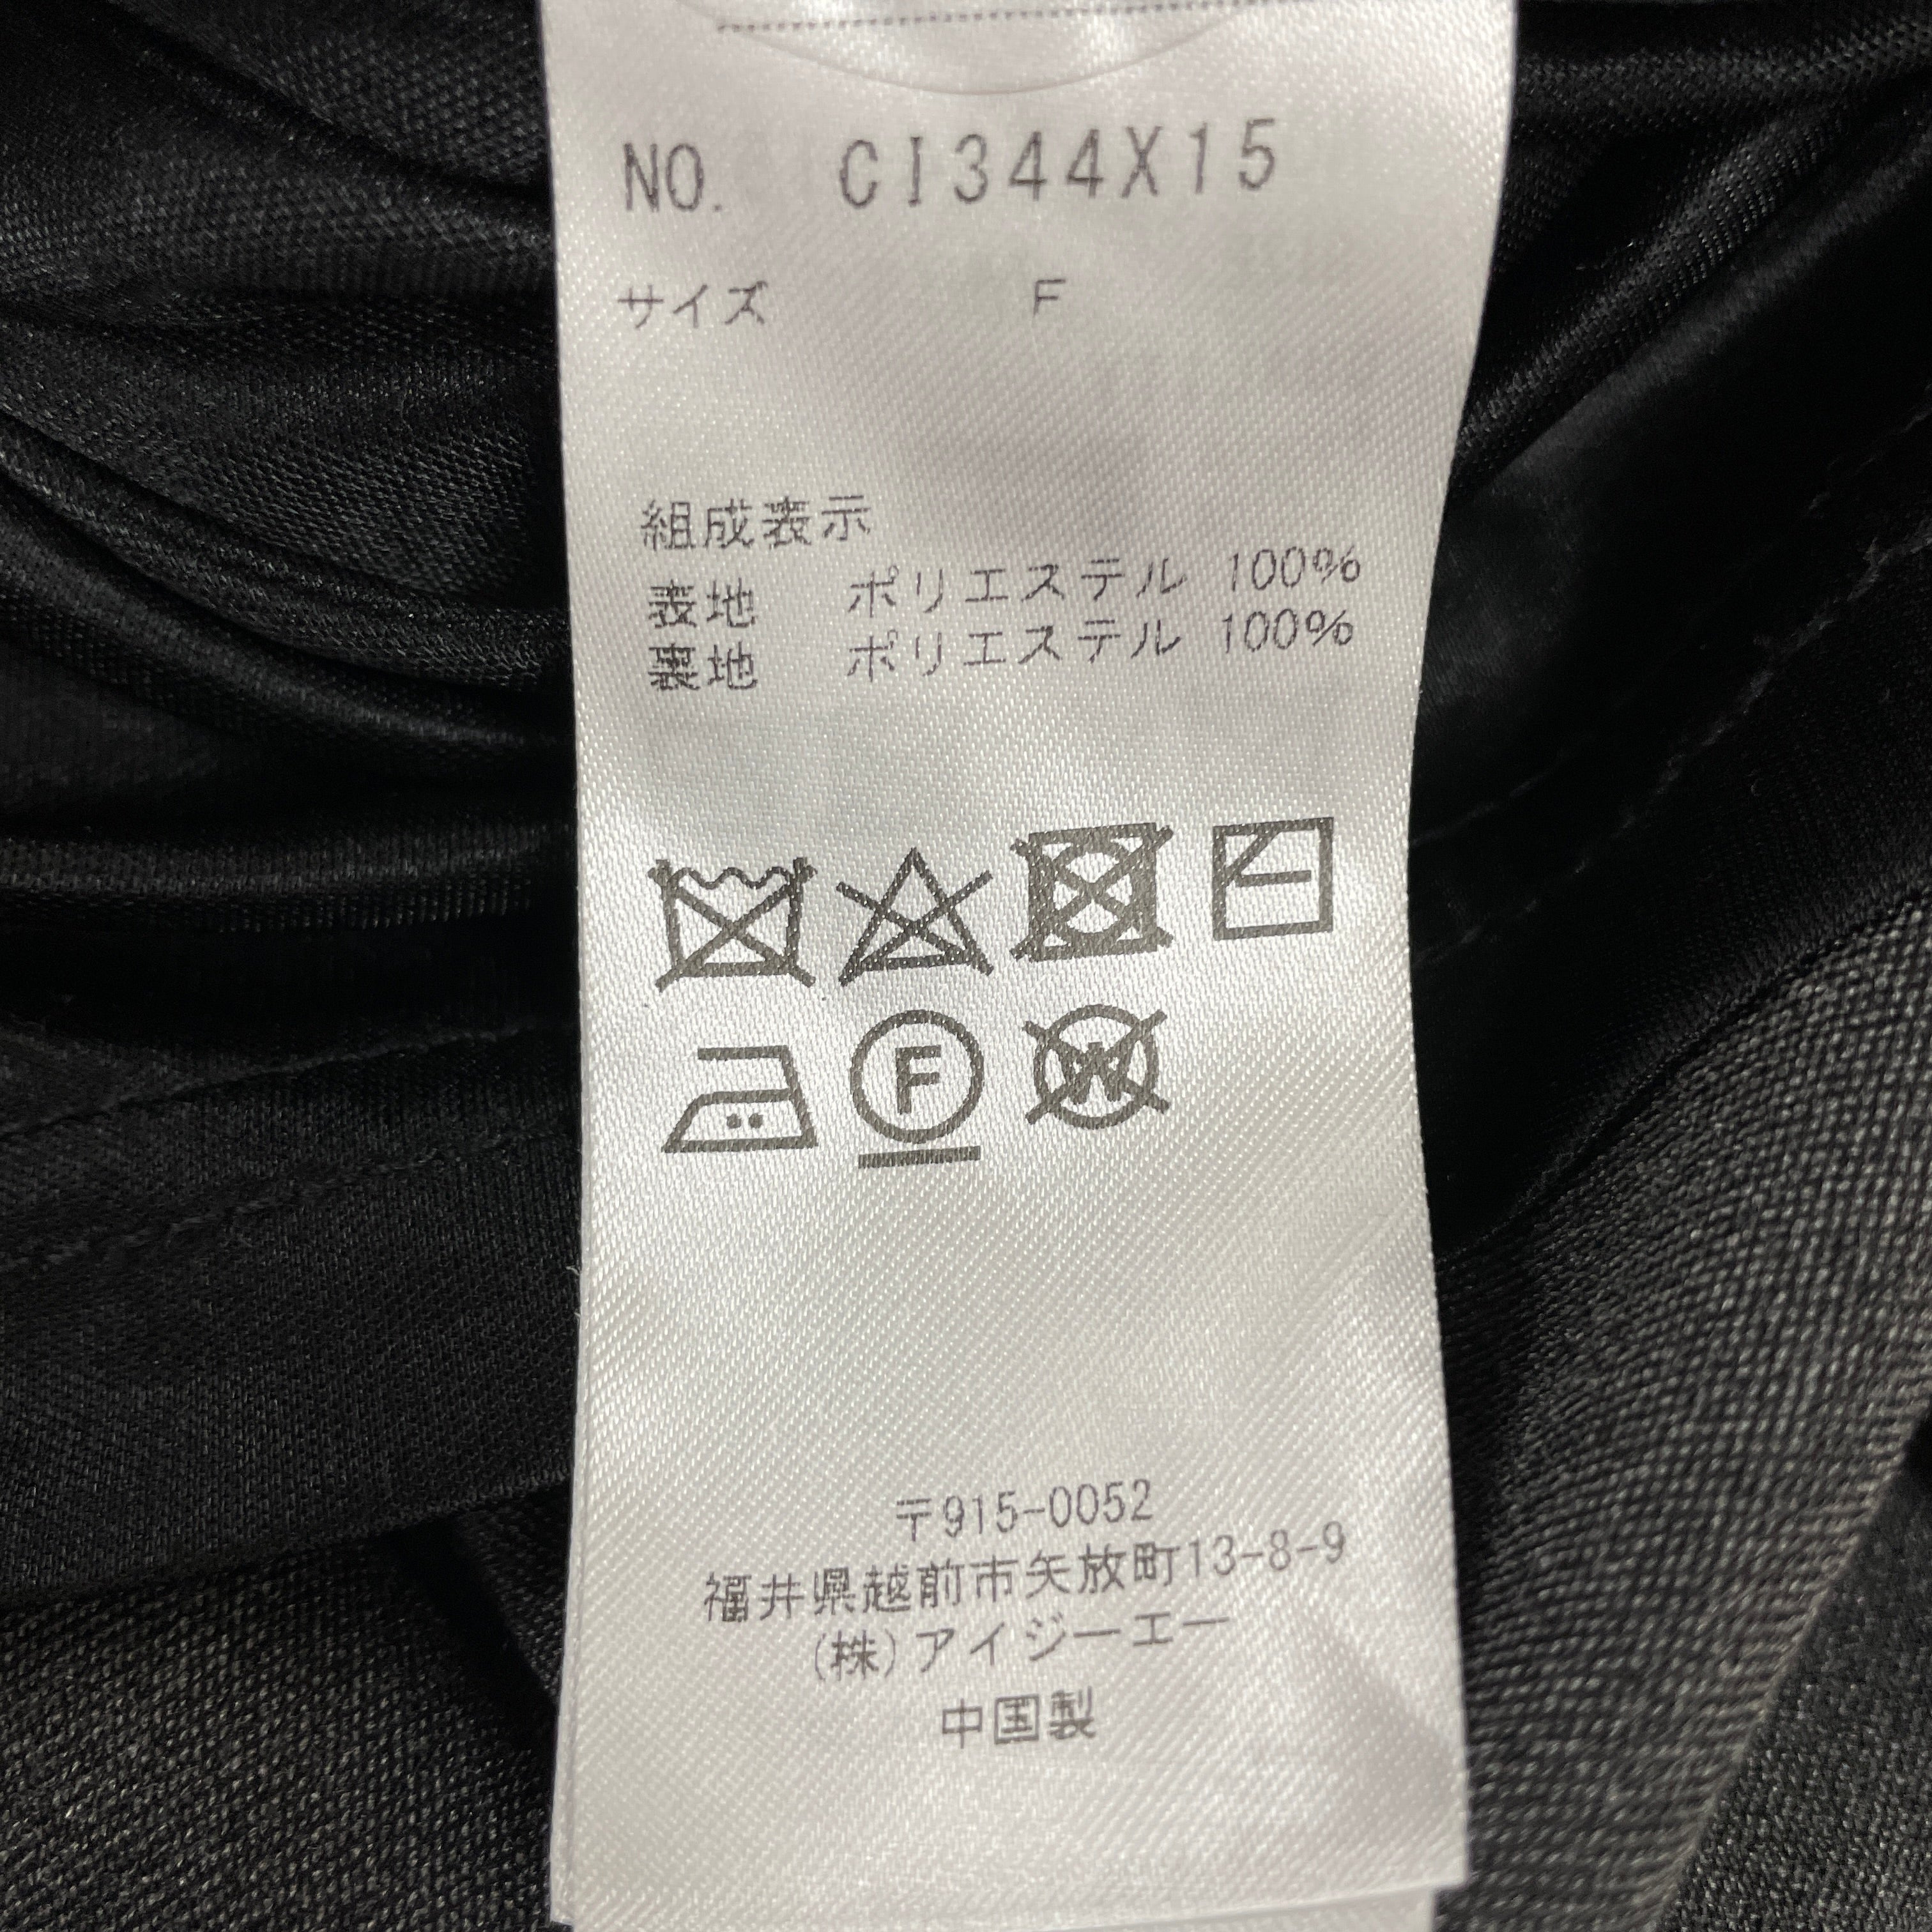 NO. CI344X15
サイズ F
組成表示
表地 ポリエステル 100%
裏地 ポリエステル 100%
F
W
〒915-0052
福井県越前市矢放町13-8-9
(株)アイジーエー
中国製